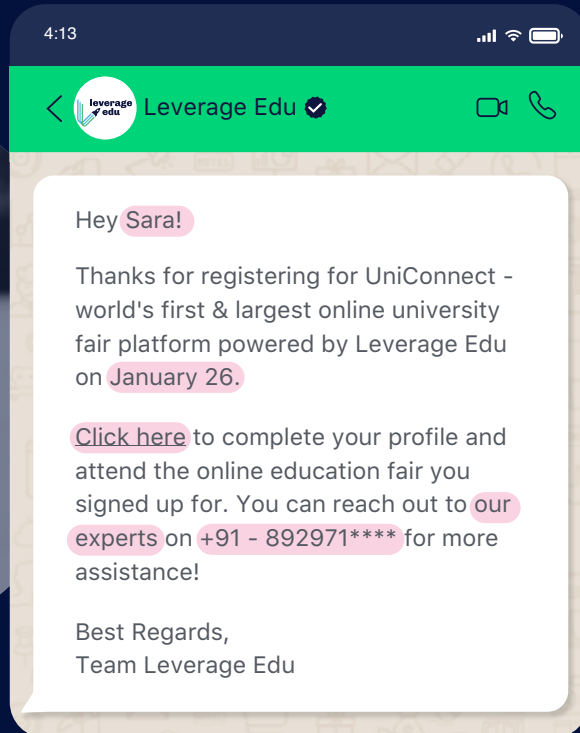 4:13
leverage
edu
Leverage Edu
Hey Sara!
Thanks for registering for UniConnect -
world's first & largest online university
fair platform powered by Leverage Edu
on January 26.
Click here to complete your profile and
attend the online education fair you
signed up for. You can reach out to our
experts on +91 - 892971**** for more
assistance!
Best Regards,
Team Leverage Edu